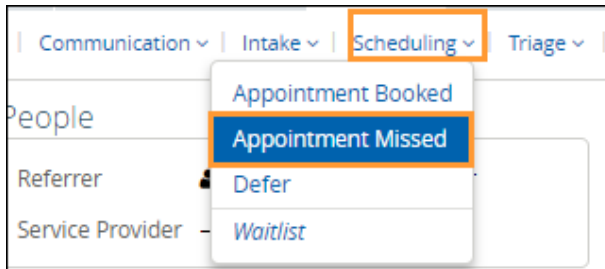 Communication Intake Scheduling Triage
Appointment Booked
People
Appointment Missed
Referrer
Defer
Service Provider –
Waitlist